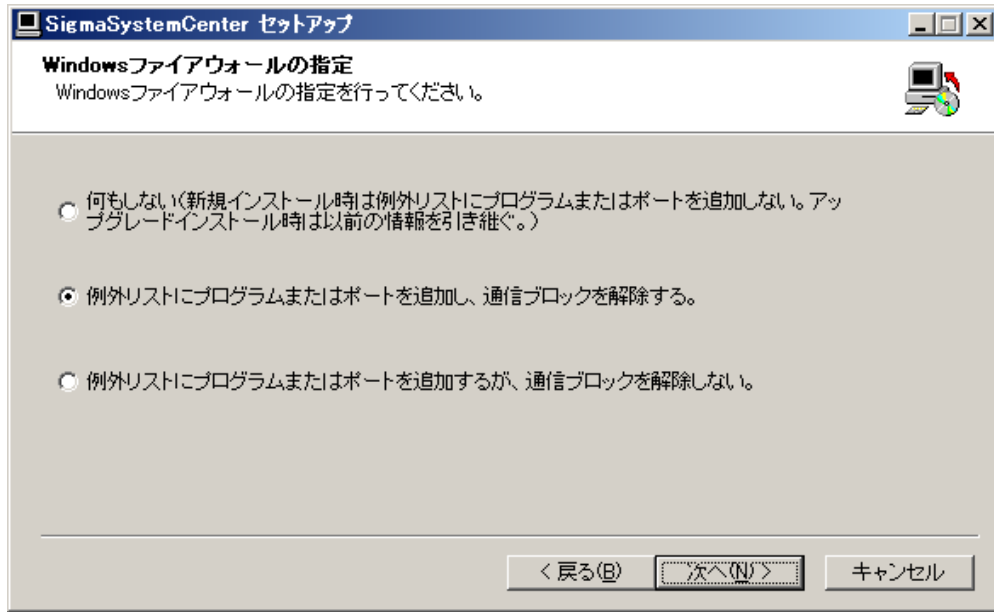 SigmaSystemCenter セットアップ
Windowsファイアウォールの指定
Windowsファイアウォールの指定を行ってください。
何もしない(新規インストール時は例外リストにプログラムまたはポートを追加しない。アッ
プグレードインストール時は以前の情報を引き継ぐ。)
例外リストにプログラムまたはポートを追加し、通信ブロックを解除する。
例外リストにプログラムまたはポートを追加するが、通信ブロックを解除しない。
< 戻る(B) 次へ(N) > キャンセル